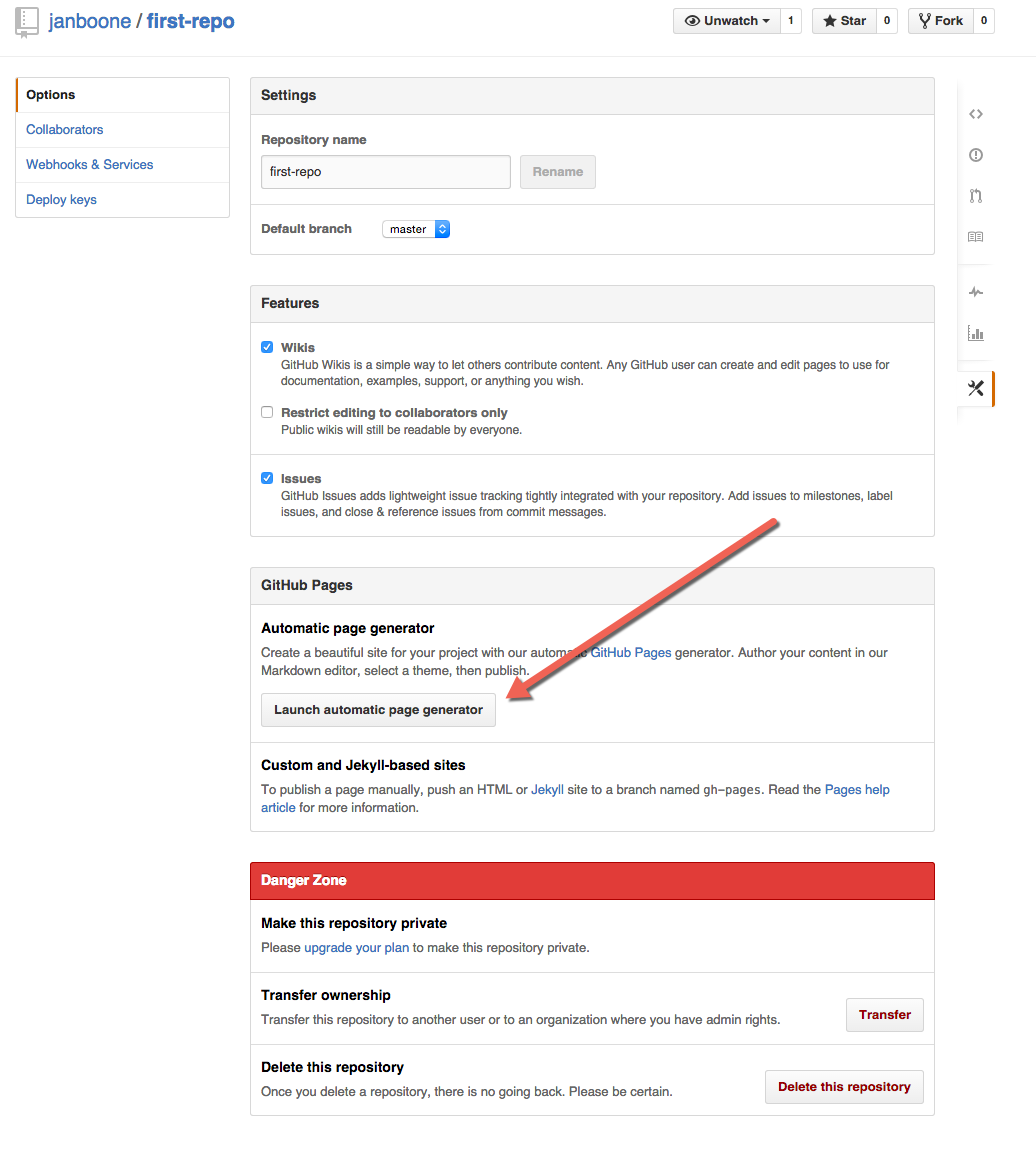 janboone / first-repo
Unwatch 1
Star 0
Fork 0
Options
Collaborators
Webhooks & Services
Deploy keys
Settings
Repository name
first-repo
Rename
Default branch
master
Features
Wikis
GitHub Wikis is a simple way to let others contribute content. Any GitHub user can create and edit pages to use for
documentation, examples, support, or anything you wish.
Restrict editing to collaborators only
Public wikis will still be readable by everyone.
Issues
GitHub Issues adds lightweight issue tracking tightly integrated with your repository. Add issues to milestones, label
issues, and close & reference issues from commit messages.
GitHub Pages
Automatic page generator
Create a beautiful site for your project with our automatic GitHub Pages generator. Author your content in our
Markdown editor, select a theme, then publish.
Launch automatic page generator
Custom and Jekyll-based sites
To publish a page manually, push an HTML or Jekyll site to a branch named gh-pages. Read the Pages help
article for more information.
Danger Zone
Make this repository private
Please upgrade your plan to make this repository private.
Transfer ownership
Transfer this repository to another user or to an organization where you have admin rights.
Transfer
Delete this repository
Once you delete a repository, there is no going back. Please be certain.
Delete this repository